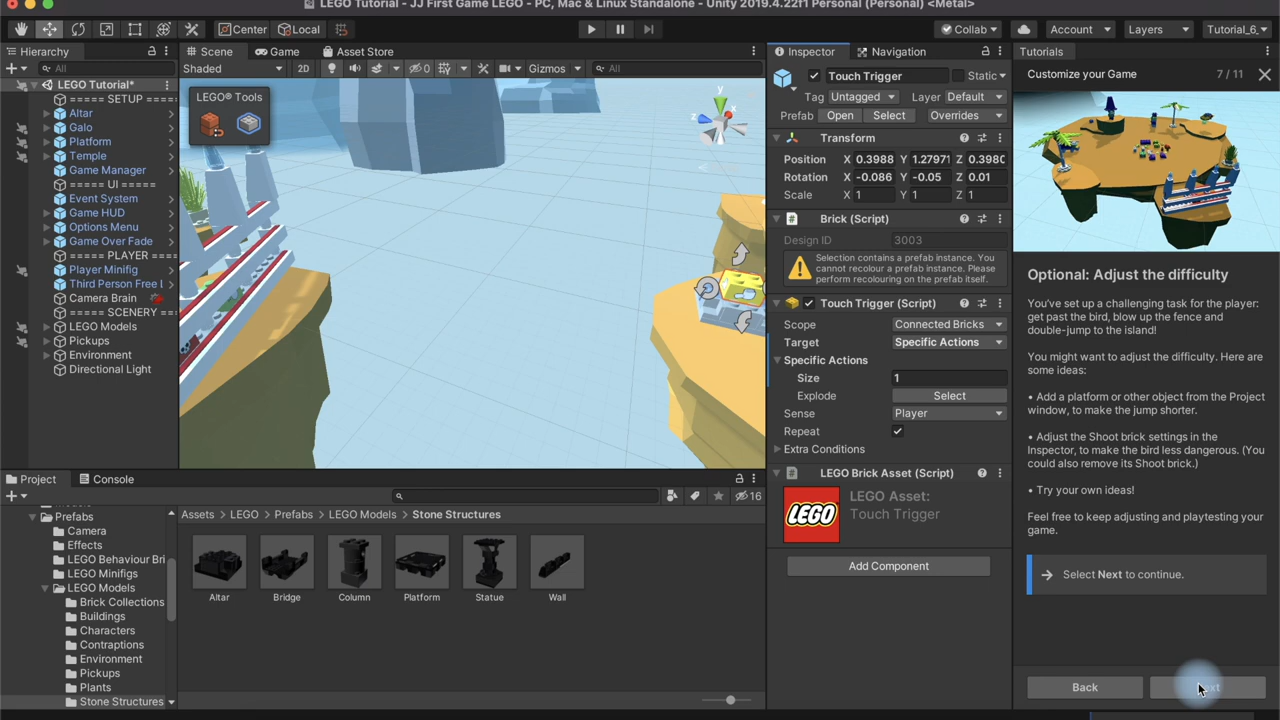 LEGO Tutorial - JJ First Game LEGO - PC, Mac & Linux Standalone - Unity 2019.4.22f1 Personal (Personal) <Metal>
Center Local Collab Account Layers Tutorial_6_
Hierarchy
All
LEGO Tutorial*
===== SETUP ====
Altar
Galo
Platform
Temple
Game Manager
===== UI =====
Event System
Game HUD
Options Menu
Game Over Fade
===== PLAYER ====
Player Minifig
Third Person Free L
Camera Brain
===== SCENERY ==
LEGO Models
Pickups
Environment
Directional Light
Scene Game Asset Store
Shaded 2D 0 Gizmos All
LEGO® Tools
y
x
z
Project Console
16
Prefabs
Camera
Effects
LEGO Behaviour Bri
LEGO Minifigs
LEGO Models
Brick Collections
Buildings
Characters
Contraptions
Environment
Pickups
Plants
Stone Structures
Assets > LEGO > Prefabs > LEGO Models > Stone Structures
Altar Bridge Column Platform Statue Wall
Inspector Navigation
Touch Trigger Static
Tag Untagged Layer Default
Prefab Open Select Overrides
Transform
Position X 0.3988 Y 1.27971 Z 0.3980
Rotation X -0.086 Y -0.05 Z 0.01
Scale X 1 Y 1 Z 1
Brick (Script)
Design ID 3003
Selection contains a prefab instance. You
cannot recolour a prefab instance. Please
perform recolouring on the prefab itself.
Touch Trigger (Script)
Scope Connected Bricks
Target Specific Actions
Specific Actions
Size 1
Explode Select
Sense Player
Repeat
Extra Conditions
LEGO Brick Asset (Script)
LEGO
LEGO Asset:
Touch Trigger
Add Component
Tutorials
Customize your Game 7 / 11
Optional: Adjust the difficulty
You've set up a challenging task for the player:
get past the bird, blow up the fence and
double-jump to the island!
You might want to adjust the difficulty. Here are
some ideas:
• Add a platform or other object from the Project
window, to make the jump shorter.
• Adjust the Shoot brick settings in the
Inspector, to make the bird less dangerous. (You
could also remove its Shoot brick.)
• Try your own ideas!
Feel free to keep adjusting and playtesting your
game.
Select Next to continue.
Back Next